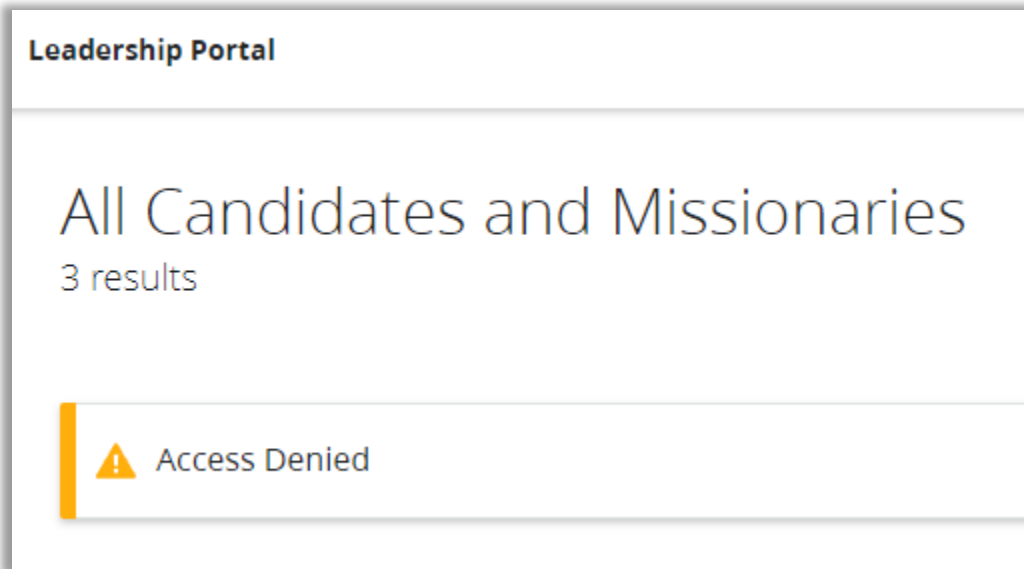 Leadership Portal
All Candidates and Missionaries
3 results
Access Denied